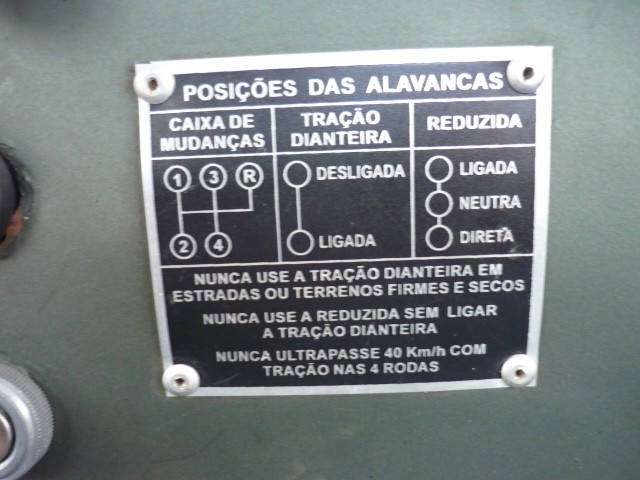 POSIÇÕES DAS ALAVANCAS
CAIXA DE
MUDANÇAS
TRAÇÃO
DIANTEIRA
REDUZIDA
1 3 R
2 4
DESLIGADA
LIGADA
LIGADA
NEUTRA
DIRETA
NUNCA USE A TRAÇÃO DIANTEIRA EM
ESTRADAS OU TERRENOS FIRMES E SECOS
NUNCA USE A REDUZIDA SEM LIGAR
A TRAÇÃO DIANTEIRA
NUNCA ULTRAPASSE 40 Km/h COM
TRAÇÃO NAS 4 RODAS